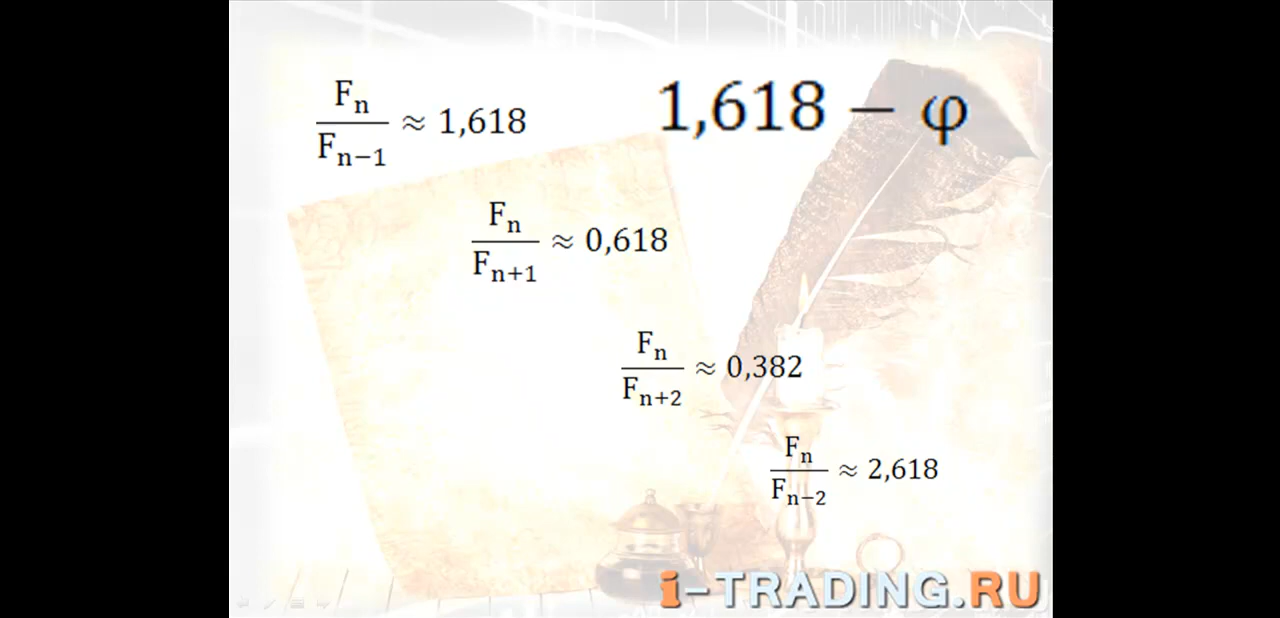 Fₙ/Fₙ₋₁ ≈ 1,618
1,618 – φ
Fₙ/Fₙ₊₁ ≈ 0,618
Fₙ/Fₙ₊₂ ≈ 0,382
Fₙ/Fₙ₋₂ ≈ 2,618
i-TRADING.RU